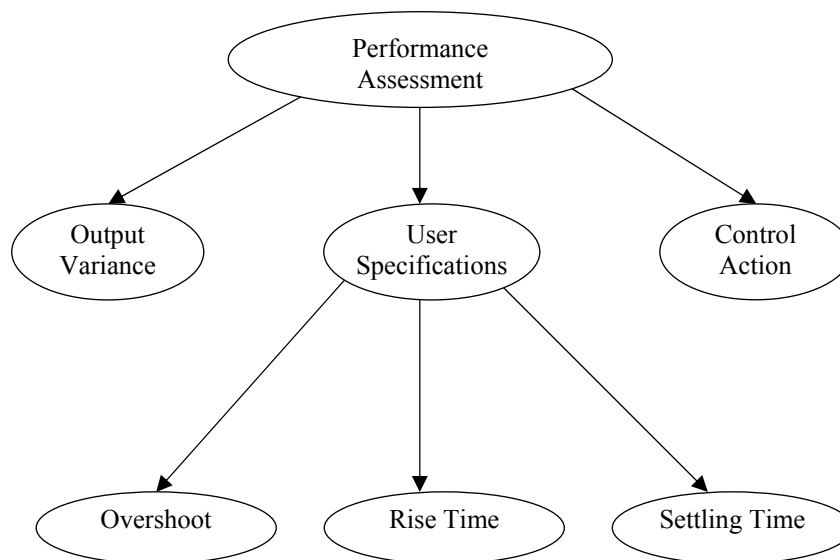 Performance
Assessment
Output
Variance
User
Specifications
Control
Action
Overshoot
Rise Time
Settling Time